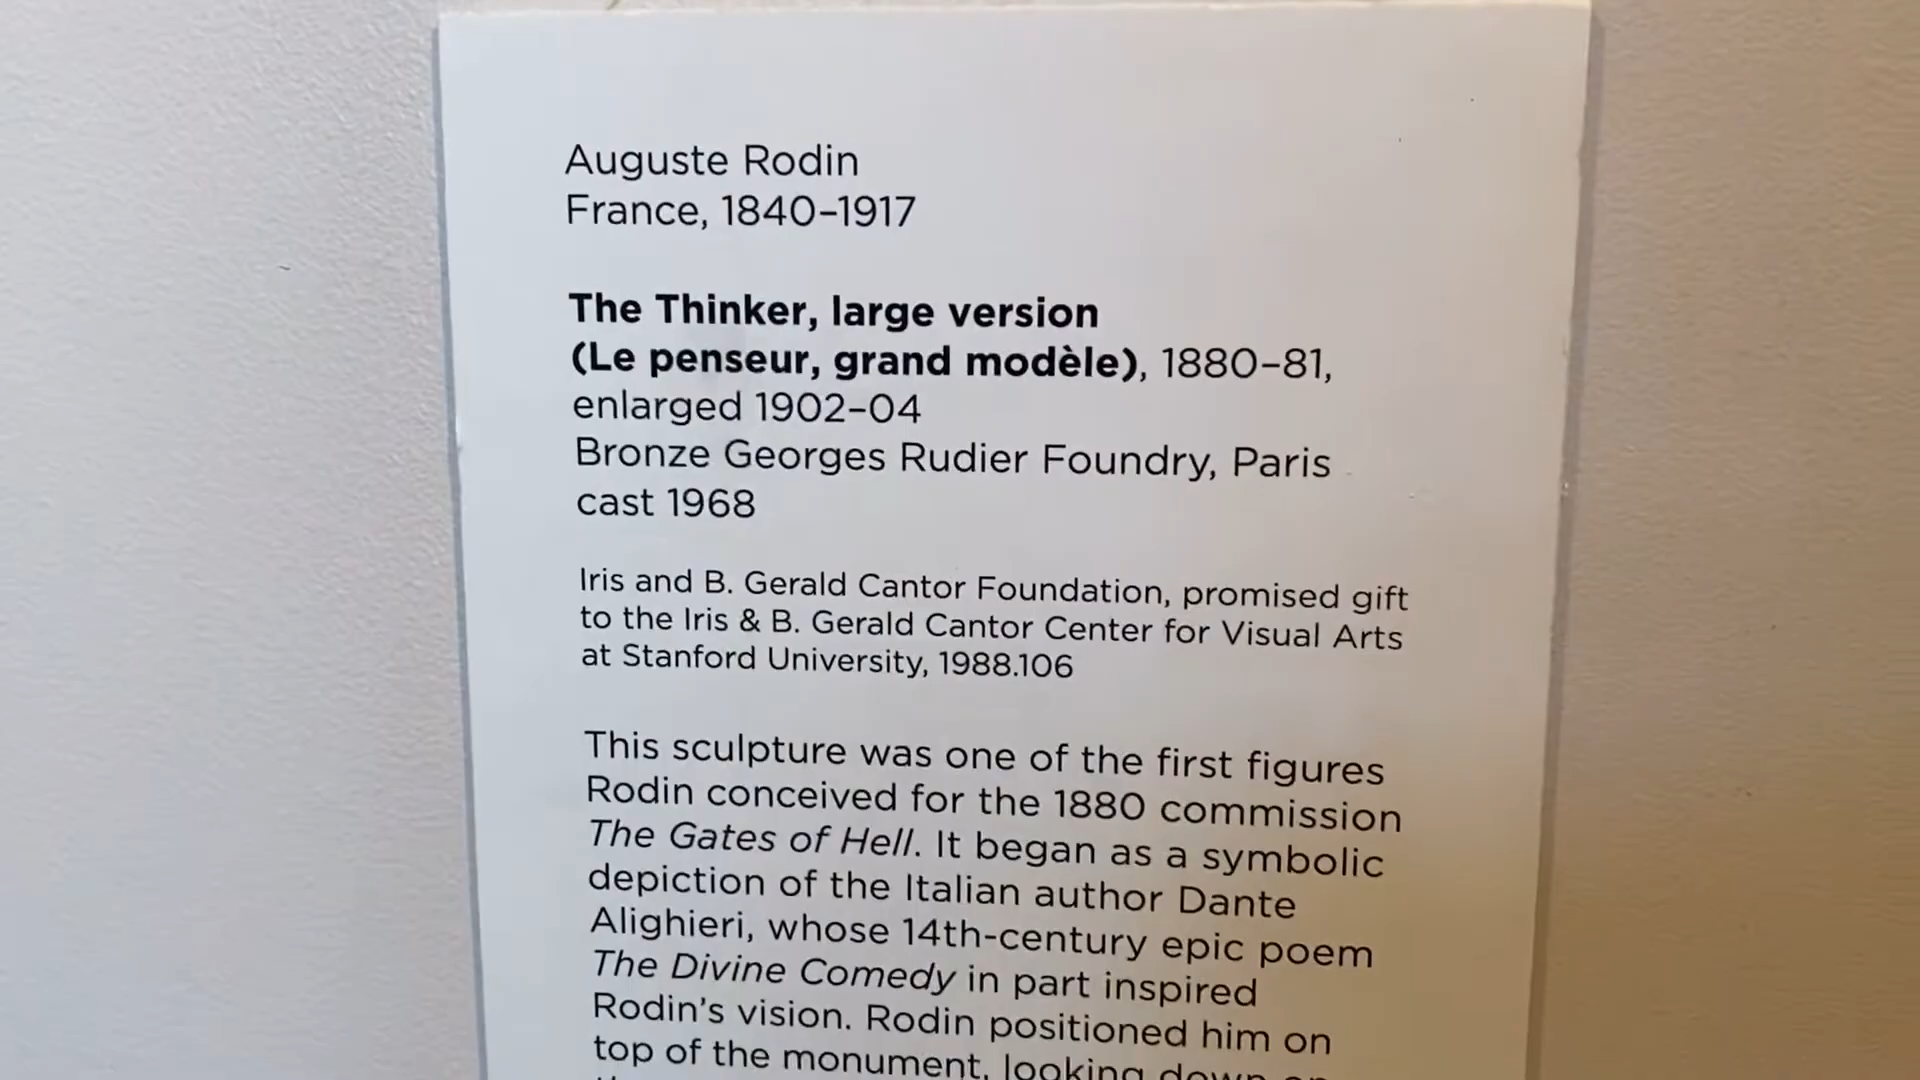 Auguste Rodin
France, 1840–1917
The Thinker, large version
(Le penseur, grand modèle), 1880–81,
enlarged 1902–04
Bronze Georges Rudier Foundry, Paris
cast 1968
Iris and B. Gerald Cantor Foundation, promised gift
to the Iris & B. Gerald Cantor Center for Visual Arts
at Stanford University, 1988.106
This sculpture was one of the first figures
Rodin conceived for the 1880 commission
The Gates of Hell. It began as a symbolic
depiction of the Italian author Dante
Alighieri, whose 14th-century epic poem
The Divine Comedy in part inspired
Rodin's vision. Rodin positioned him on
top of the monument, looking down on